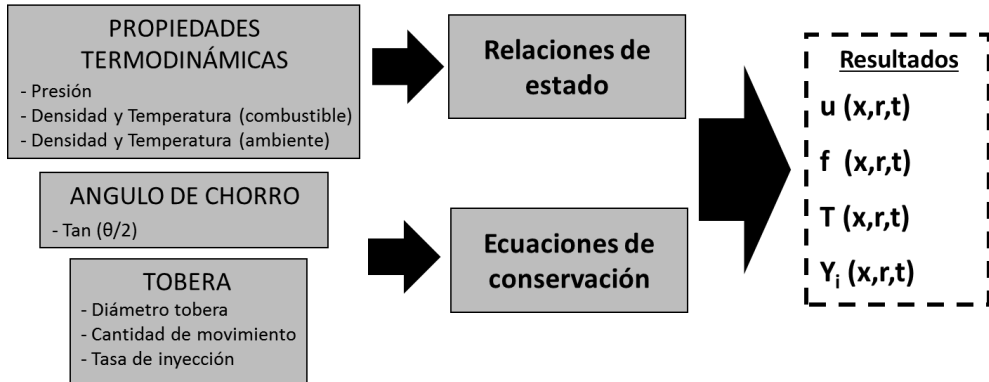 PROPIEDADES
TERMODINÁMICAS
- Presión
- Densidad y Temperatura (combustible)
- Densidad y Temperatura (ambiente)
ANGULO DE CHORRO
- Tan (θ/2)
TOBERA
- Diámetro tobera
- Cantidad de movimiento
- Tasa de inyección
Relaciones de
estado
Ecuaciones de
conservación
Resultados
u (x,r,t)
f (x,r,t)
T (x,r,t)
Yi (x,r,t)